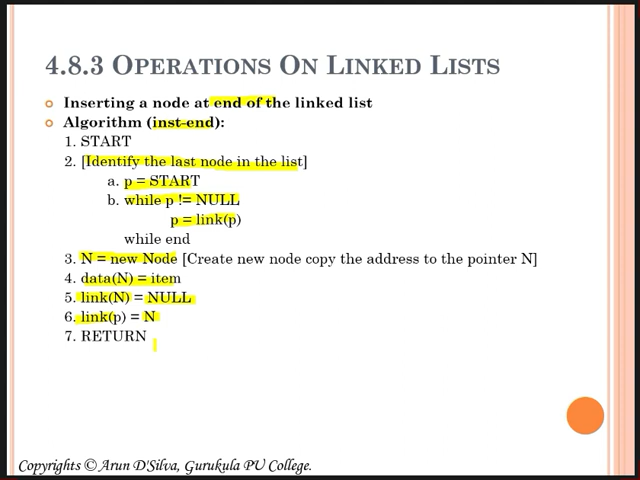 4.8.3 OPERATIONS ON LINKED LISTS
Inserting a node at end of the linked list
Algorithm (inst-end):
1. START
2. [Identify the last node in the list]
a. p = START
b. while p != NULL
p = link(p)
while end
3. N = new Node [Create new node copy the address to the pointer N]
4. data(N) = item
5. link(N) = NULL
6. link(p) = N
7. RETURN
Copyrights © Arun D'Silva, Gurukula PU College.